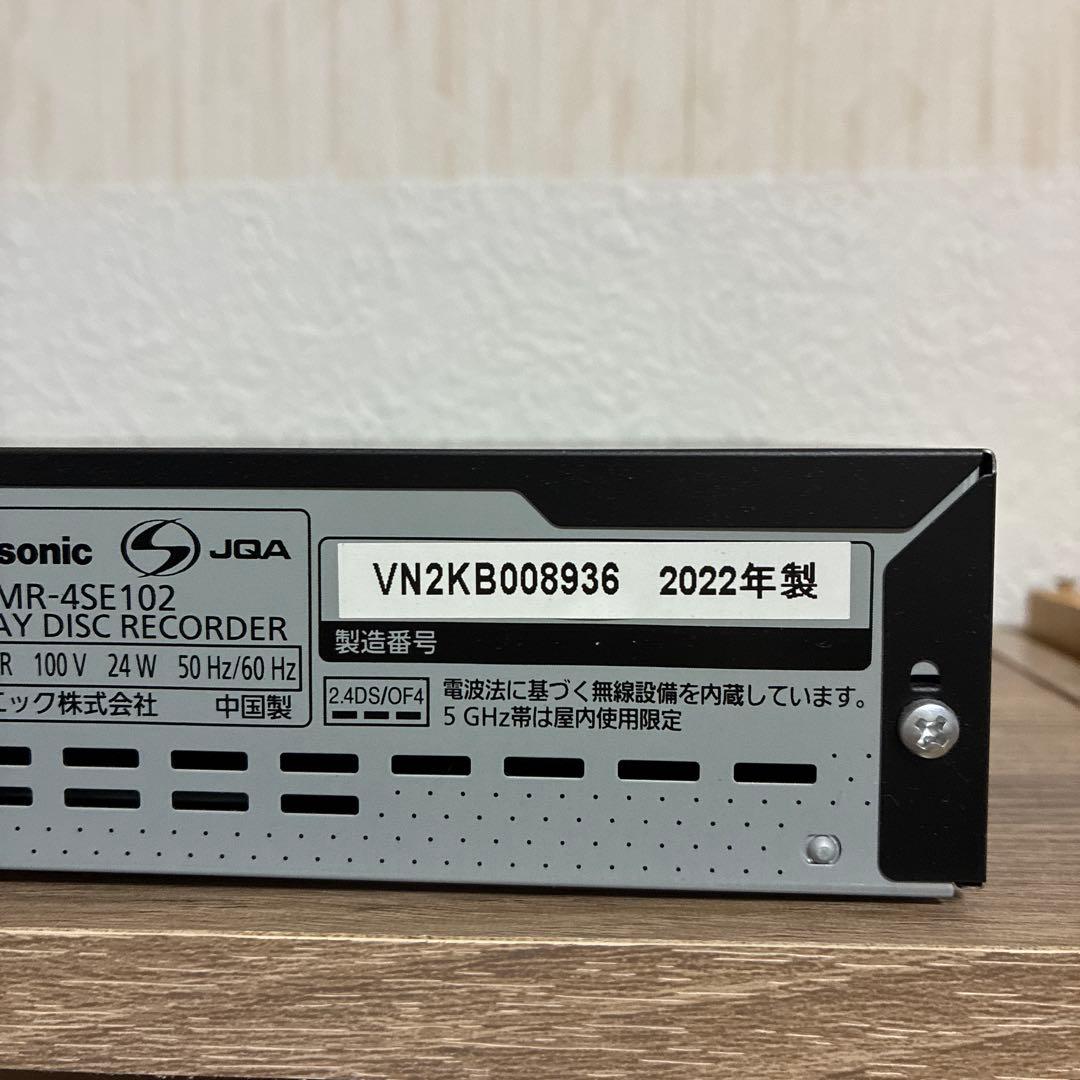 sonic JQA
MR-4SE102
AY DISC RECORDER
R 100 V 24 W 50 Hz/60 Hz
ニック株式会社 中国製
VN2KB008936 2022年製
製造番号
2.4DS/OF4
電波法に基づく無線設備を内蔵しています。
5 GHz帯は屋内使用限定